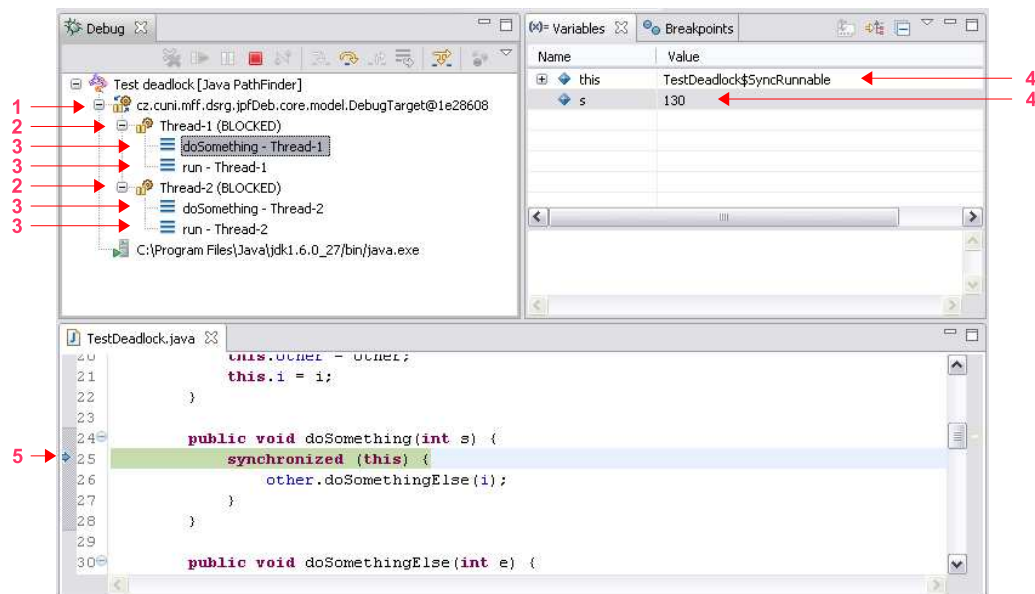 Debug
Test deadlock [Java PathFinder]
1 cz.cuni.mff.dsrg.jpfDeb.core.model.DebugTarget@1e28608
2 Thread-1 (BLOCKED)
3 doSomething - Thread-1
3 run - Thread-1
2 Thread-2 (BLOCKED)
3 doSomething - Thread-2
3 run - Thread-2
C:\Program Files\Java\jdk1.6.0_27/bin/java.exe
(x)= Variables Breakpoints
Name Value
this TestDeadlock$SyncRunnable 4
s 130 4
TestDeadlock.java
20 this.other = other;
21 this.i = i;
22 }
23
24 public void doSomething(int s) {
5 25 synchronized (this) {
26 other.doSomethingElse(i);
27 }
28 }
29
30 public void doSomethingElse(int e) {